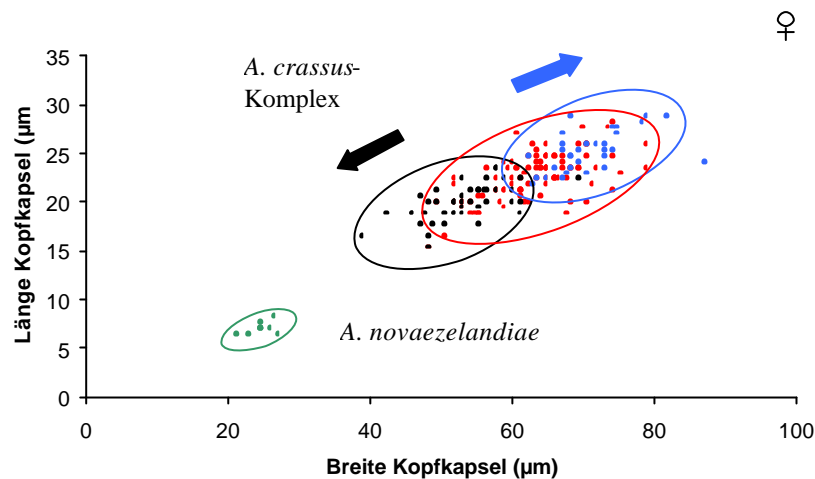 ♀
A. crassus-
Komplex
A. novaezelandiae
Länge Kopfkapsel (µm
35
30
25
20
15
10
5
0
0 20 40 60 80 100
Breite Kopfkapsel (µm)